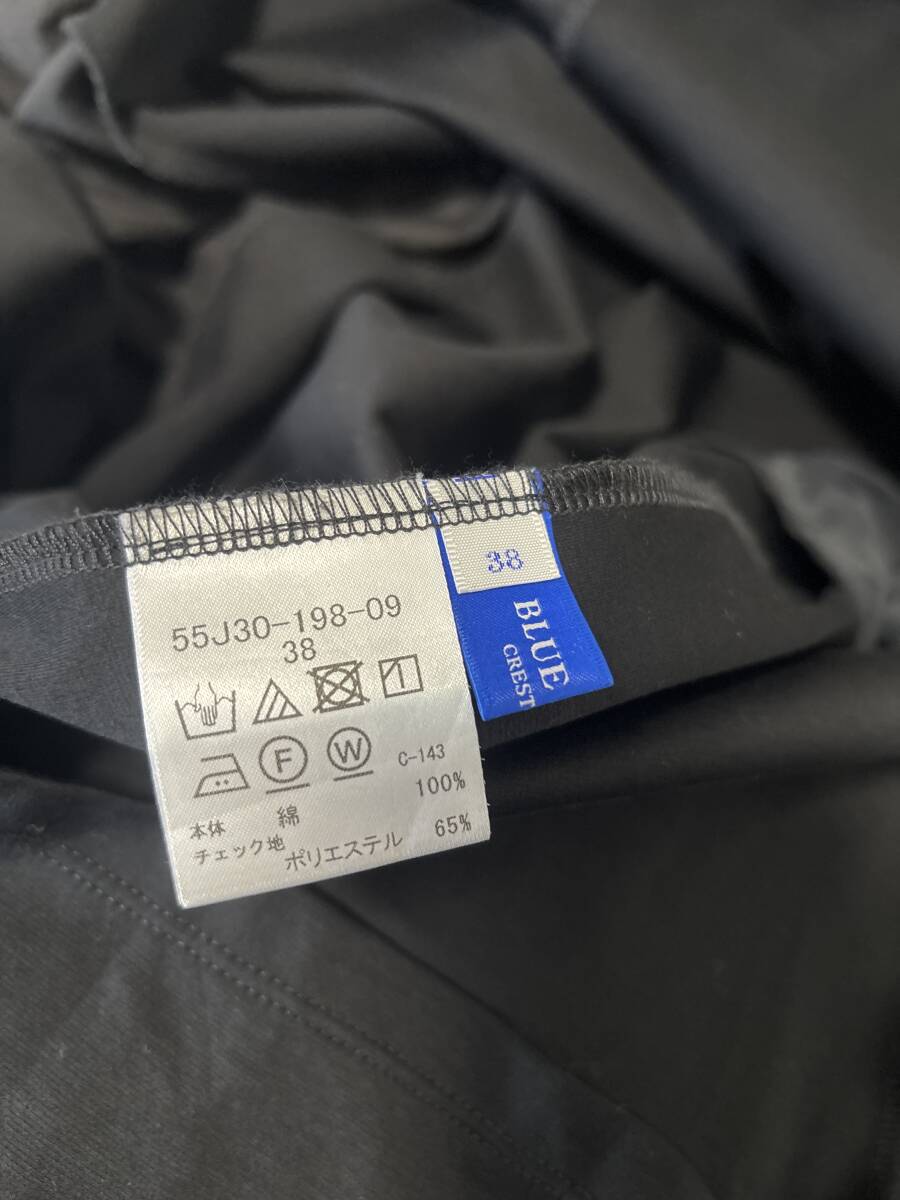 55J30-198-09
38
F W C-143
本体 綿 100%
チェック地 ポリエステル 65%
38
BLUE
CREST